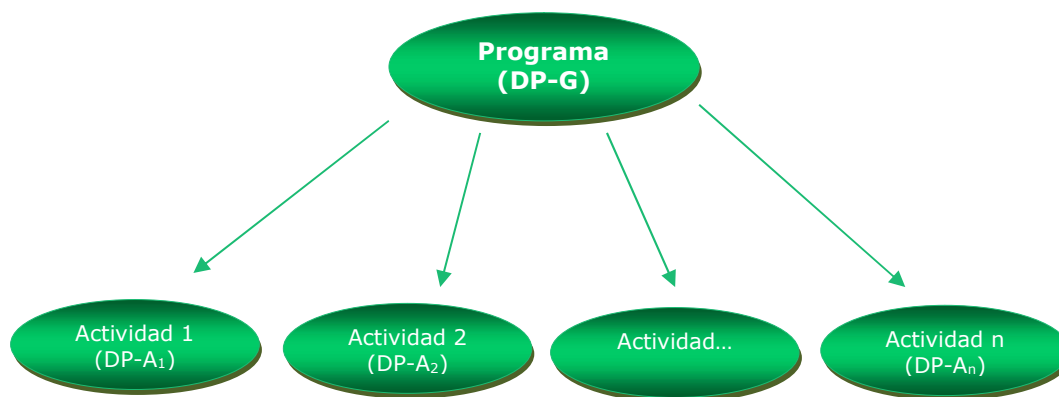 Programa
(DP-G)
Actividad 1
(DP-A₁)
Actividad 2
(DP-A₂)
Actividad...
Actividad n
(DP-Aₙ)